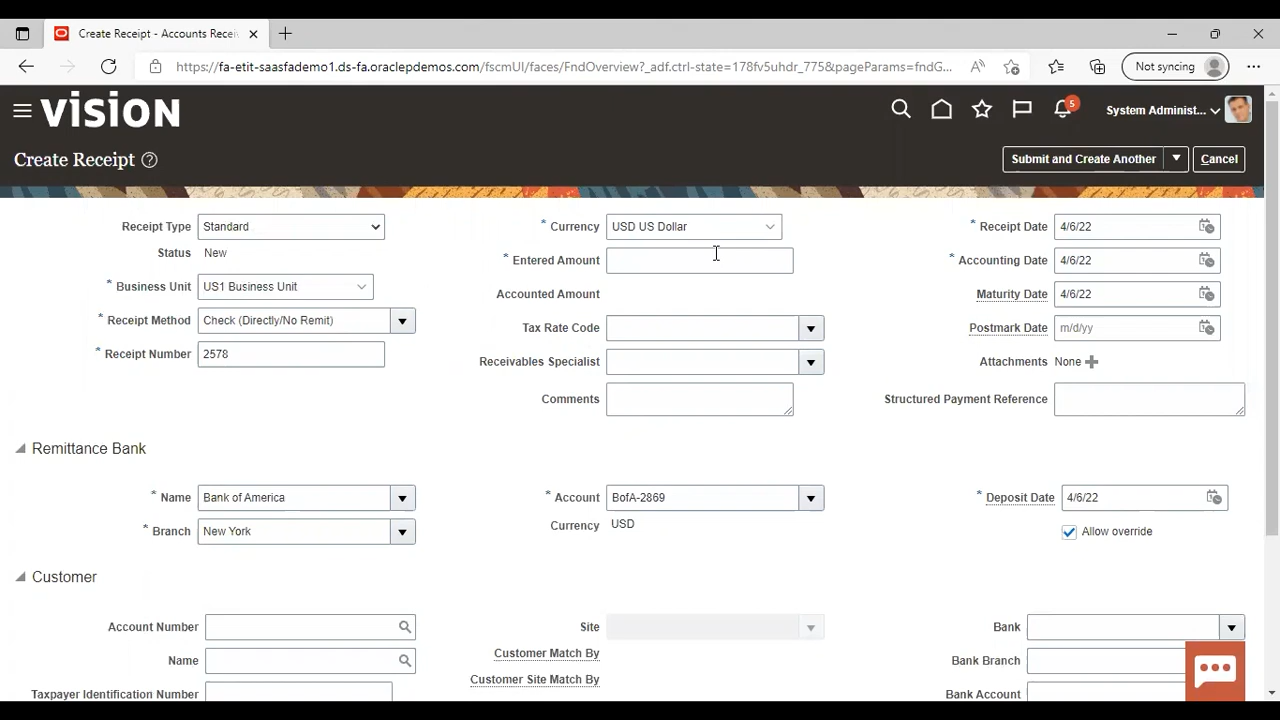 Create Receipt - Accounts Recei
https://fa-etit-saasfademo1.ds-fa.oraclepdemos.com/fscmUI/faces/FndOverview?_adf.ctrl-state=178fv5uhdr_775&pageParams=fndG...
Not syncing
vision
5
System Administ...
Create Receipt
Submit and Create Another
Cancel
Receipt Type Standard
* Currency USD US Dollar
* Receipt Date 4/6/22
Status New
* Entered Amount
* Accounting Date 4/6/22
* Business Unit US1 Business Unit
Accounted Amount
Maturity Date 4/6/22
* Receipt Method Check (Directly/No Remit)
Tax Rate Code
Postmark Date m/d/yy
* Receipt Number 2578
Receivables Specialist
Attachments None
Comments
Structured Payment Reference
Remittance Bank
* Name Bank of America
* Account BofA-2869
* Deposit Date 4/6/22
* Branch New York
Currency USD
Allow override
Customer
Account Number
Site
Bank
Name
Customer Match By
Bank Branch
Customer Site Match By
Taxpayer Identification Number
Bank Account